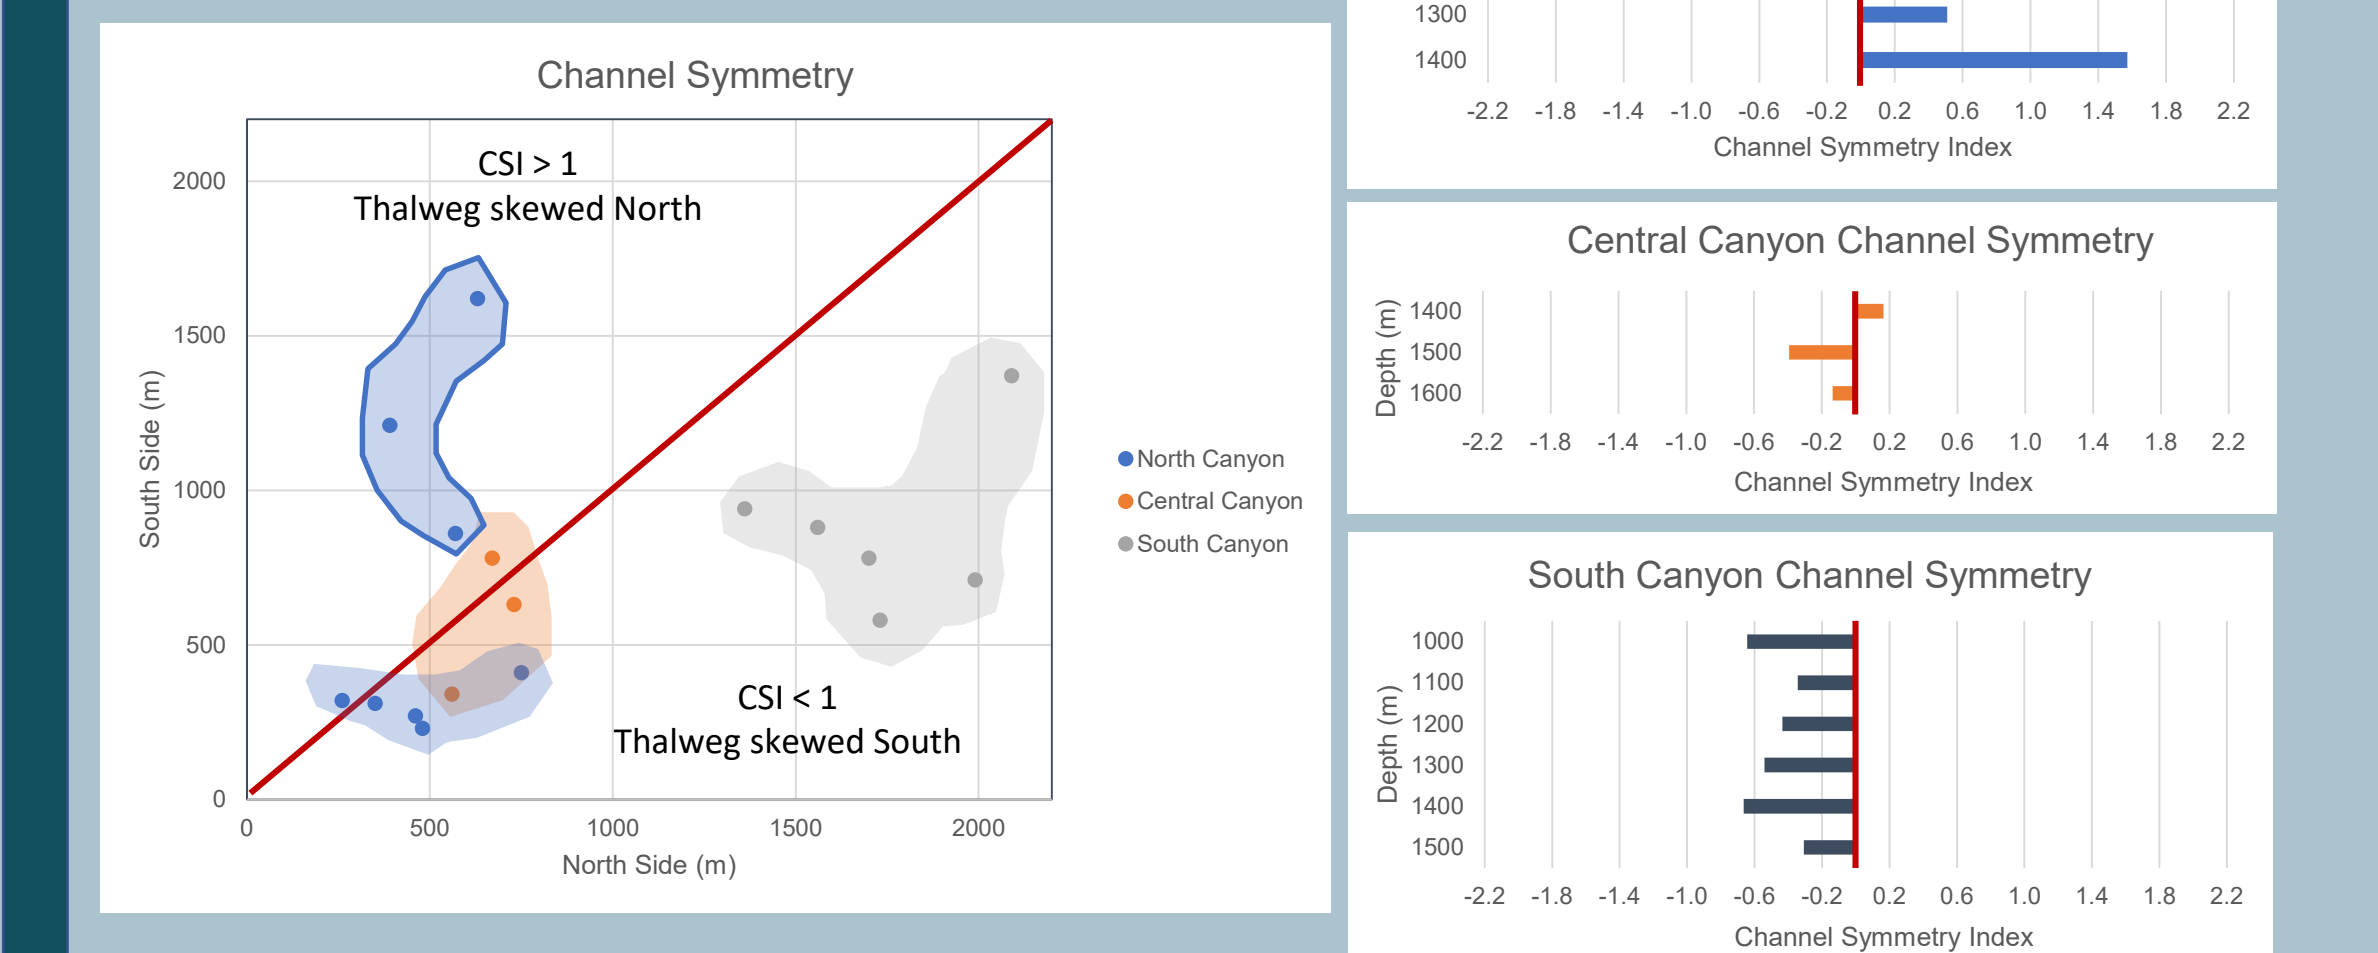 Channel Symmetry
CSI > 1
Thalweg skewed North
2000
1500
1000
500
0
South Side (m)
0 500 1000 1500 2000
North Side (m)
CSI < 1
Thalweg skewed South
North Canyon
Central Canyon
South Canyon
1300
1400
-2.2 -1.8 -1.4 -1.0 -0.6 -0.2 0.2 0.6 1.0 1.4 1.8 2.2
Channel Symmetry Index
Central Canyon Channel Symmetry
Depth (m)
1400
1500
1600
-2.2 -1.8 -1.4 -1.0 -0.6 -0.2 0.2 0.6 1.0 1.4 1.8 2.2
Channel Symmetry Index
South Canyon Channel Symmetry
Depth (m)
1000
1100
1200
1300
1400
1500
-2.2 -1.8 -1.4 -1.0 -0.6 -0.2 0.2 0.6 1.0 1.4 1.8 2.2
Channel Symmetry Index